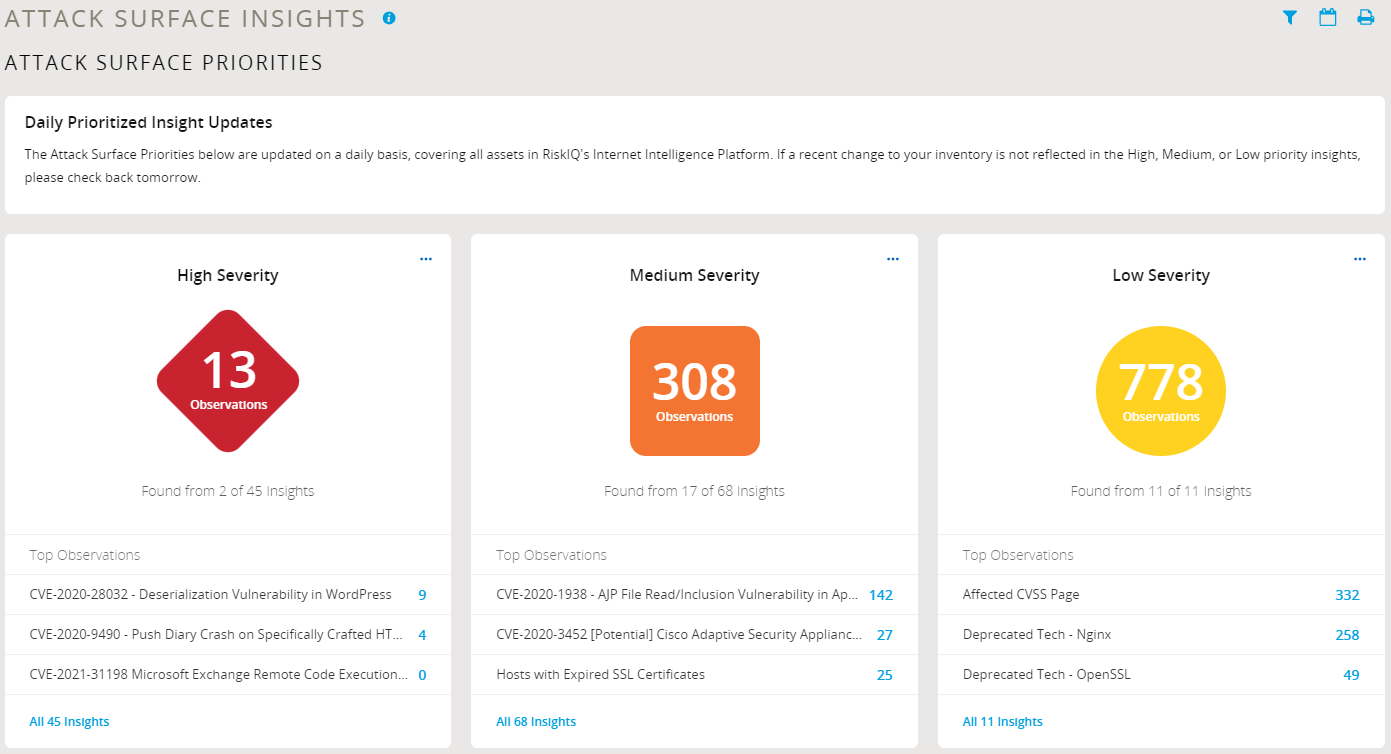 ATTACK SURFACE INSIGHTS
ATTACK SURFACE PRIORITIES
Daily Prioritized Insight Updates
The Attack Surface Priorities below are updated on a daily basis, covering all assets in RiskIQ's Internet Intelligence Platform. If a recent change to your inventory is not reflected in the High, Medium, or Low priority insights,
please check back tomorrow.
High Severity
13
Observations
Found from 2 of 45 Insights
Top Observations
CVE-2020-28032 - Deserialization Vulnerability in WordPress 9
CVE-2020-9490 - Push Diary Crash on Specifically Crafted HT... 4
CVE-2021-31198 Microsoft Exchange Remote Code Execution... 0
All 45 Insights
Medium Severity
308
Observations
Found from 17 of 68 Insights
Top Observations
CVE-2020-1938 - AJP File Read/Inclusion Vulnerability in Ap... 142
CVE-2020-3452 [Potential] Cisco Adaptive Security Applianc... 27
Hosts with Expired SSL Certificates 25
All 68 Insights
Low Severity
778
Observations
Found from 11 of 11 Insights
Top Observations
Affected CVSS Page 332
Deprecated Tech - Nginx 258
Deprecated Tech - OpenSSL 49
All 11 Insights